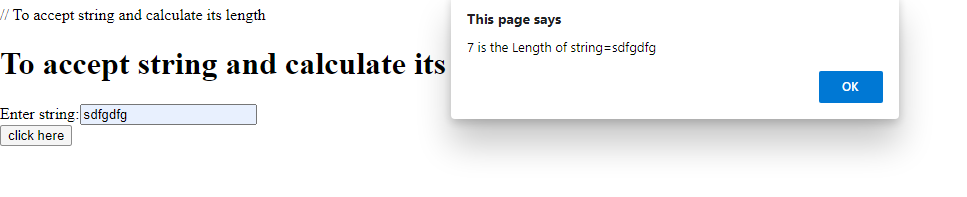 // To accept string and calculate its length
To accept string and calculate its
Enter string:sdfgdfg
click here
This page says
7 is the Length of string=sdfgdfg
OK